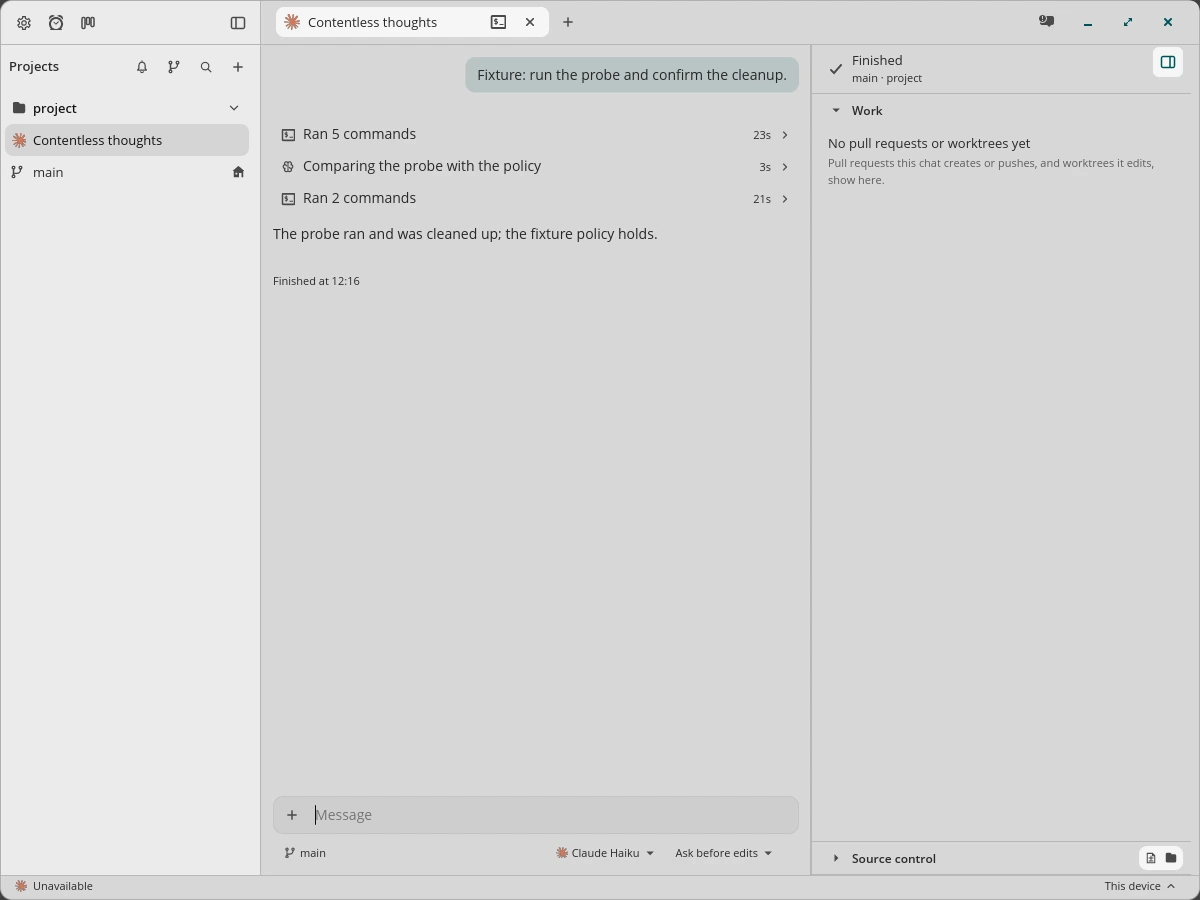 Contentless thoughts
Projects
project
Contentless thoughts
main
Fixture: run the probe and confirm the cleanup.
Ran 5 commands 23s
Comparing the probe with the policy 3s
Ran 2 commands 21s
The probe ran and was cleaned up; the fixture policy holds.
Finished at 12:16
Message
main Claude Haiku Ask before edits
Finished
main · project
Work
No pull requests or worktrees yet
Pull requests this chat creates or pushes, and worktrees it edits,
show here.
Source control
Unavailable This device